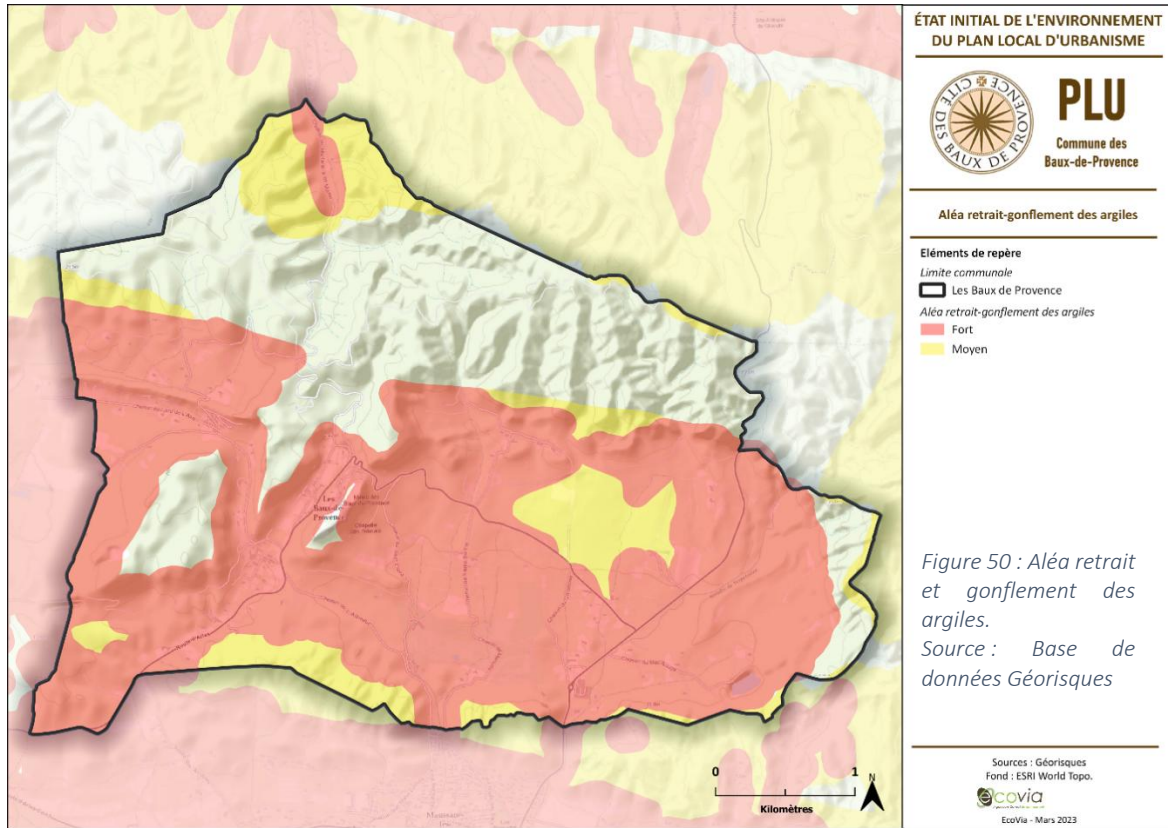 ÉTAT INITIAL DE L'ENVIRONNEMENT
DU PLAN LOCAL D'URBANISME
CITÉ DES BAUX DE PROVENCE
PLU
Commune des
Baux-de-Provence
Aléa retrait-gonflement des argiles
Eléments de repère
Limite communale
Les Baux de Provence
Aléa retrait-gonflement des argiles
Fort
Moyen
Figure 50 : Aléa retrait
et gonflement des
argiles.
Source : Base de
données Géorisques
Les
Baux-de-
Provence
0
1
Kilomètres
N
Sources : Géorisques
Fond : ESRI World Topo.
écovia
EcoVia - Mars 2023